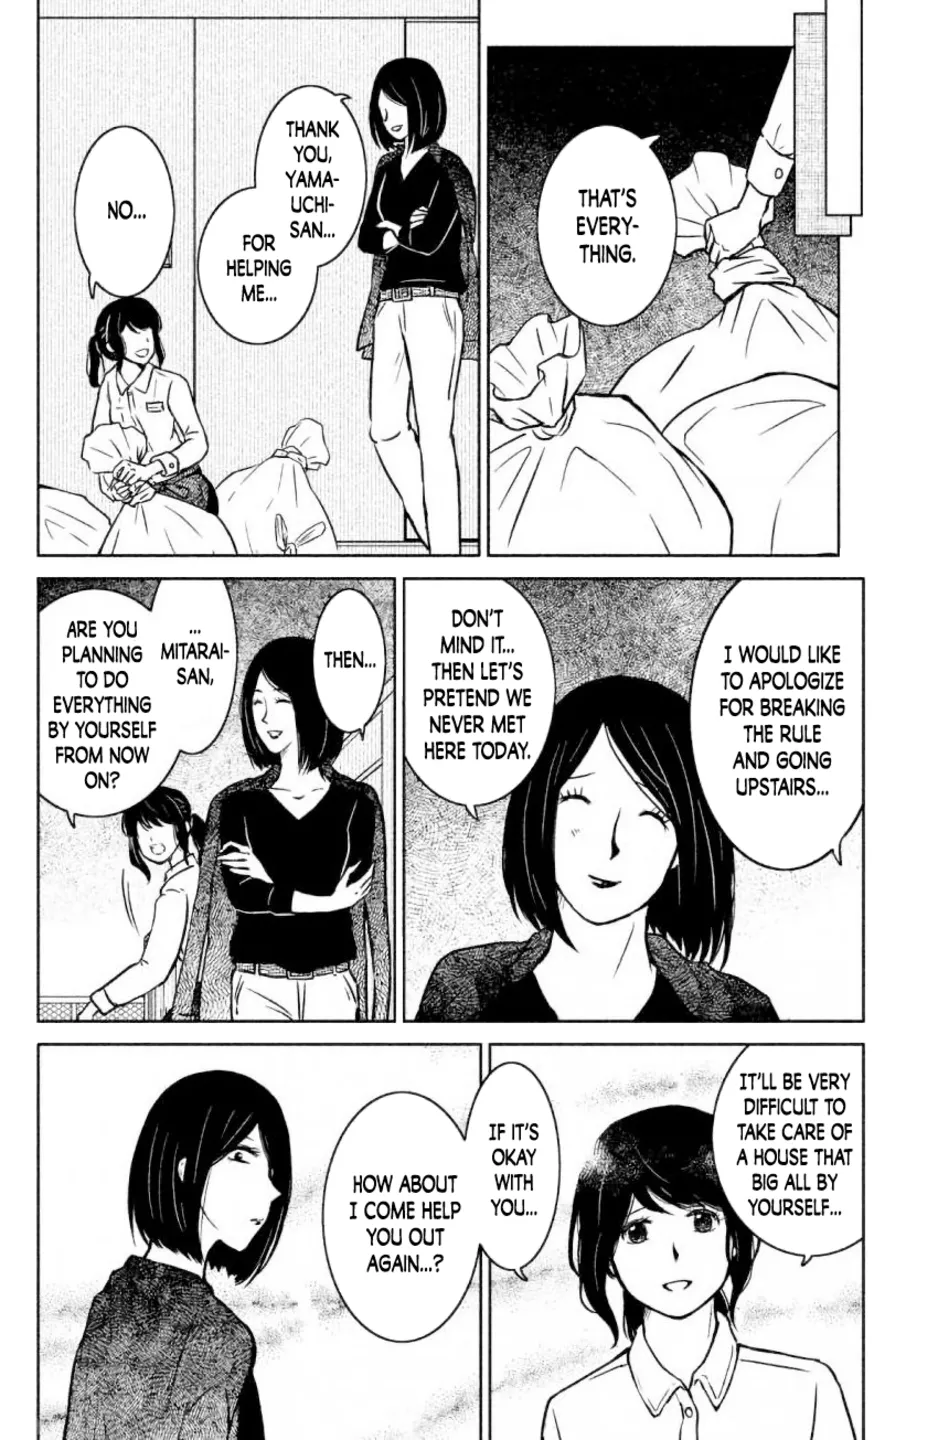 THAT'S
EVERY-
THING.
THANK
YOU,
YAMA-
UCHI-
SAN...
FOR
HELPING
ME...
NO...
I WOULD LIKE
TO APOLOGIZE
FOR BREAKING
THE RULE
AND GOING
UPSTAIRS...
DON'T
MIND IT...
THEN LET'S
PRETEND WE
NEVER MET
HERE TODAY.
THEN...
...
MITARAI-
SAN,
ARE YOU
PLANNING
TO DO
EVERYTHING
BY YOURSELF
FROM NOW
ON?
IT'LL BE VERY
DIFFICULT TO
TAKE CARE OF
A HOUSE THAT
BIG ALL BY
YOURSELF...
IF IT'S
OKAY
WITH
YOU...
HOW ABOUT
I COME HELP
YOU OUT
AGAIN...?